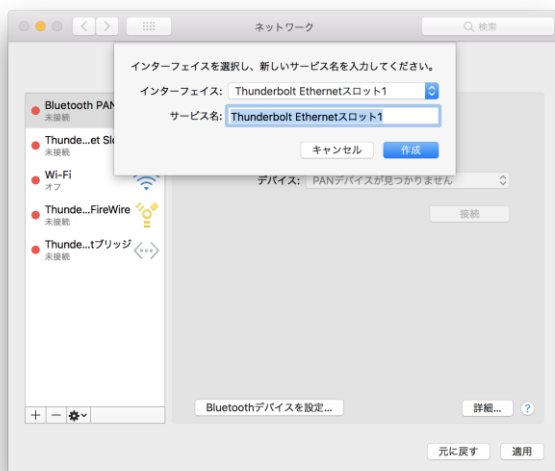 ネットワーク
検索
インターフェイスを選択し、新しいサービス名を入力してください。
インターフェイス: Thunderbolt Ethernetスロット1
サービス名: Thunderbolt Ethernetスロット1
キャンセル
作成
Bluetooth PAN
未接続
Thunde...et Sl
未接続
Wi-Fi
オフ
Thunde...FireWire
未接続
Thunde...tブリッジ
未接続
デバイス: PANデバイスが見つかりません
接続
Bluetoothデバイスを設定...
詳細...
?
元に戻す
適用